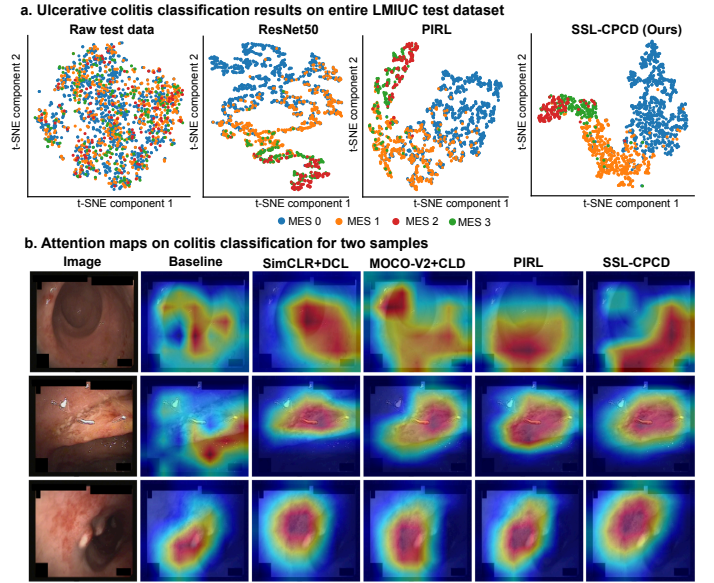 a. Ulcerative colitis classification results on entire LMIUC test dataset
Raw test data
ResNet50
PIRL
SSL-CPCD (Ours)
t-SNE component 2
t-SNE component 2
t-SNE component 2
t-SNE component 2
t-SNE component 1
t-SNE component 1
t-SNE component 1
t-SNE component 1
MES 0 MES 1 MES 2 MES 3
b. Attention maps on colitis classification for two samples
Image
Baseline
SimCLR+DCL
MOCO-V2+CLD
PIRL
SSL-CPCD